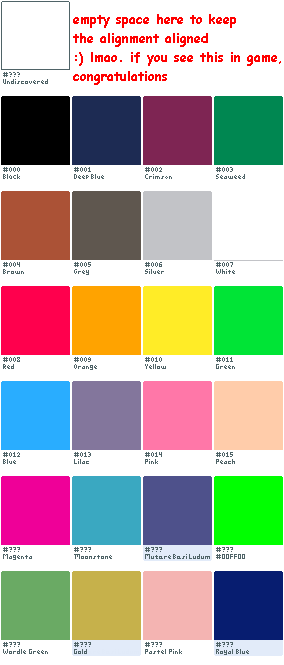 empty space here to keep
the alignment aligned
:) lmao. if you see this in game,
congratulations
#???
Undiscovered
#000 #001 #002 #003
Black Deep Blue Crimson Seaweed
#004 #005 #006 #007
Brown Grey Silver White
#008 #009 #010 #011
Red Orange Yellow Green
#012 #013 #014 #015
Blue Lilac Pink Peach
#??? #??? #??? #???
Magenta Moonstone MutareBasiLudum #00FF00
#??? #??? #??? #???
Wordle Green Gold Pastel Pink Royal Blue